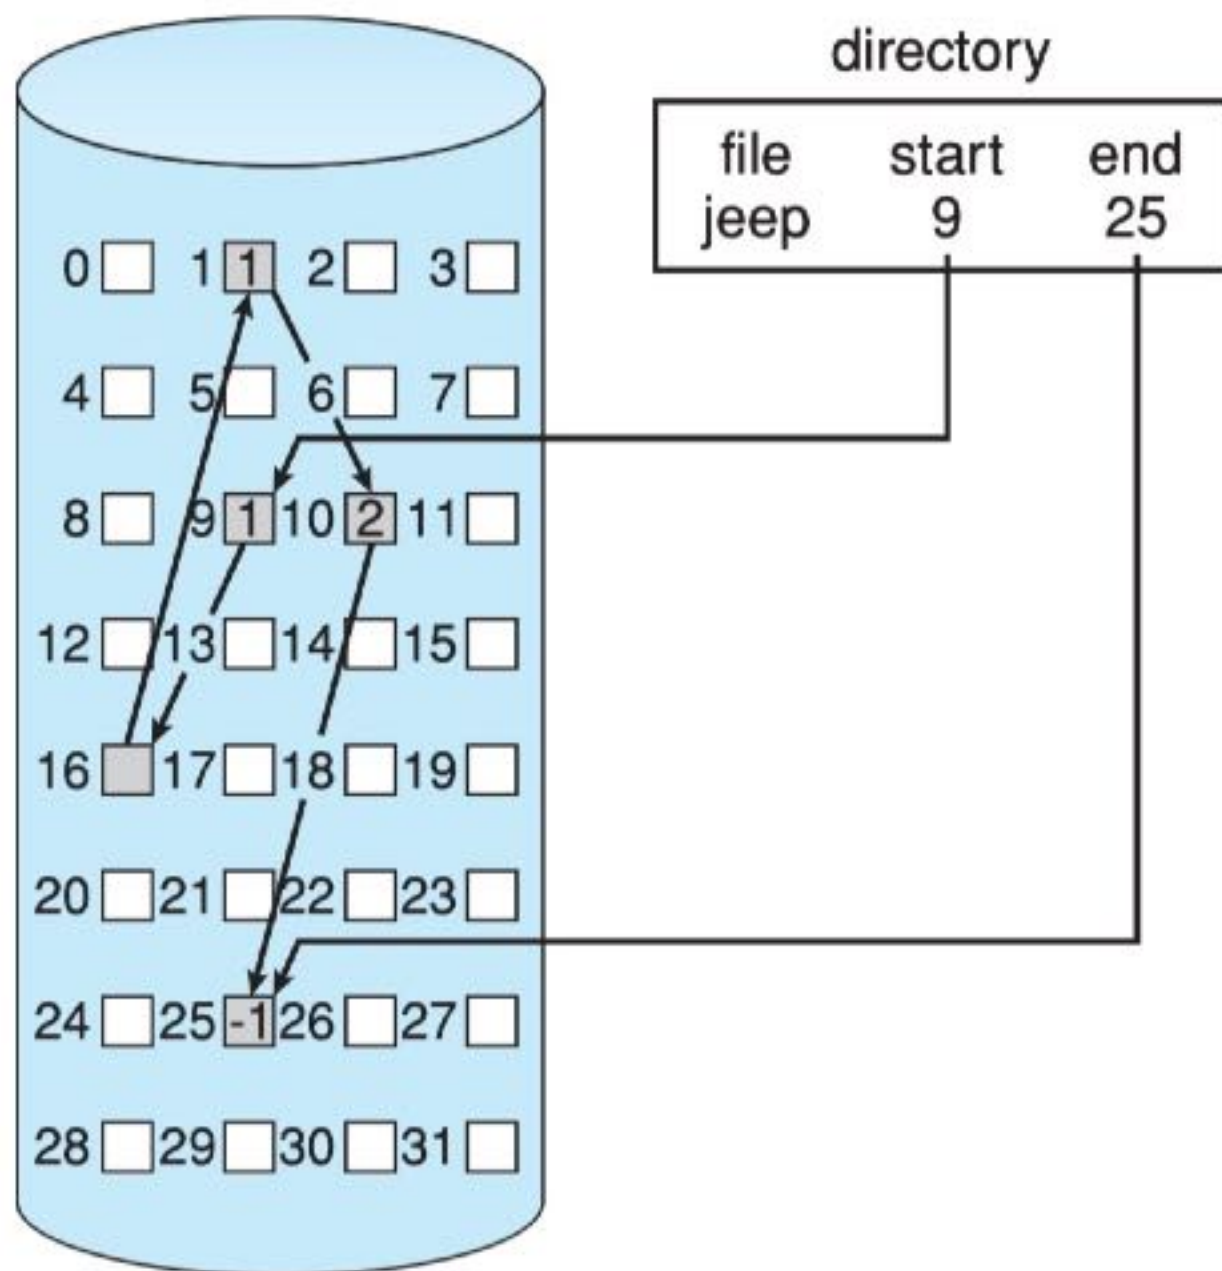 directory
file start end
jeep 9 25
0 1 1 2 3
4 5 6 7
8 9 1 10 2 11
12 13 14 15
16 17 18 19
20 21 22 23
24 25 -1 26 27
28 29 30 31